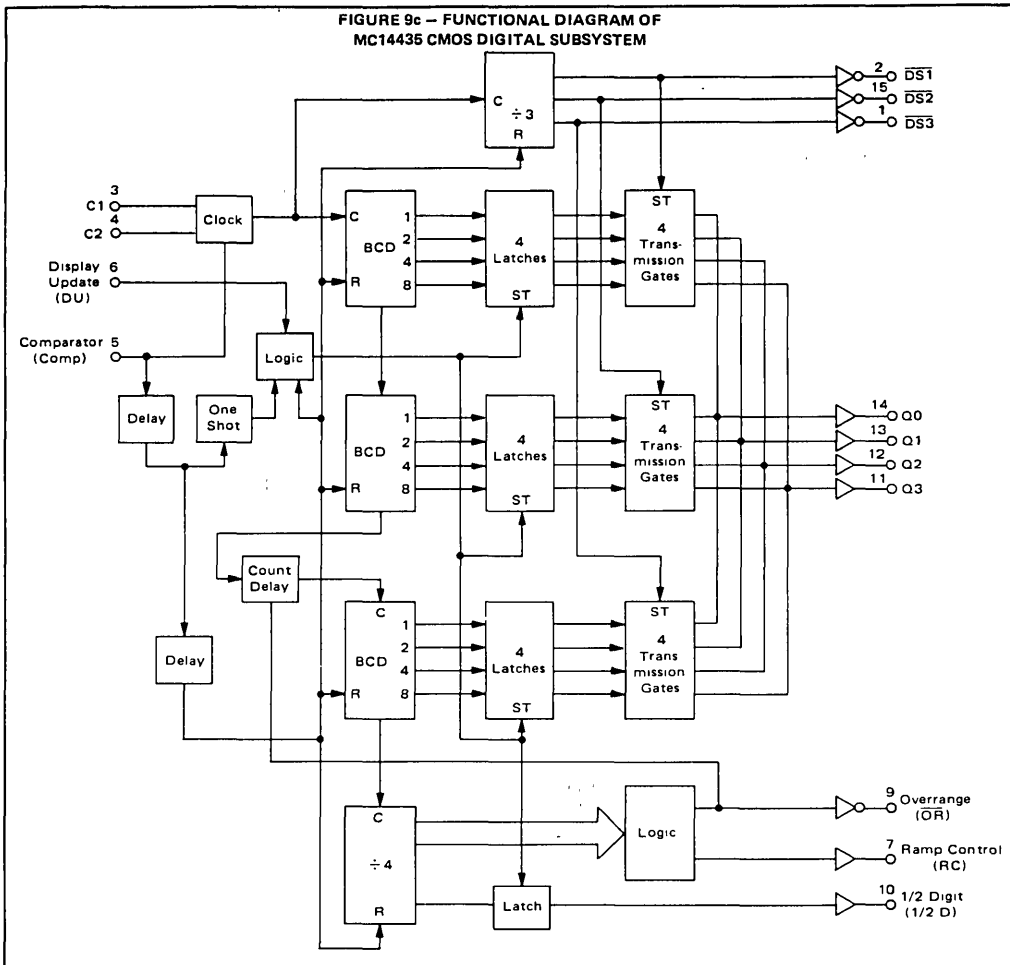 FIGURE 9c – FUNCTIONAL DIAGRAM OF
MC14435 CMOS DIGITAL SUBSYSTEM
C
÷3
R
2
DS1
15
DS2
1
DS3
3
C1
4
C2
Clock
Display 6
Update
(DU)
Comparator 5
(Comp)
Logic
Delay
One
Shot
C
BCD
R
1
2
4
8
4
Latches
ST
ST
4
Trans-
mission
Gates
BCD
R
1
2
4
8
4
Latches
ST
ST
4
Trans-
mission
Gates
14
Q0
13
Q1
12
Q2
11
Q3
Count
Delay
Delay
C
BCD
R
1
2
4
8
4
Latches
ST
ST
4
Trans
mission
Gates
C
÷4
R
Logic
Latch
9 Overrange
(OR)
7 Ramp Control
(RC)
10 1/2 Digit
(1/2 D)